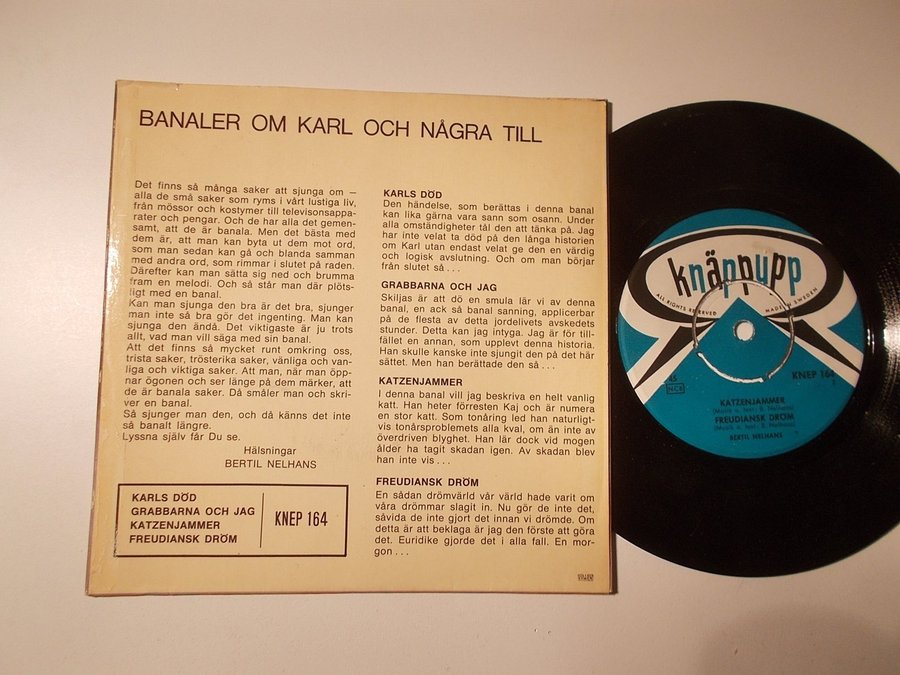 BANALER OM KARL OCH NÅGRA TILL
Det finns så många saker att sjunga om –
alla de små saker som ryms i vårt lustiga liv,
från mössor och kostymer till televisonsappa-
rater och pengar. Och de har alla det gemen-
samt, att de är banala. Men det bästa med
dem är, att man kan byta ut dem mot ord,
som man sedan kan gå och blanda samman
med andra ord, som rimmar i slutet på raden.
Därefter kan man sätta sig ned och brumma
fram en melodi. Och så står man där plöts-
ligt med en banal.
Kan man sjunga den bra är det bra, sjunger
man inte så bra gör det ingenting. Man kan
sjunga den ändå. Det viktigaste är ju trots
allt, vad man vill säga med sin banal.
Att det finns så mycket runt omkring oss,
trista saker, trösterika saker, vänliga och van-
liga och viktiga saker. Att man, när man öpp-
nar ögonen och ser länge på dem märker, att
de är banala saker. Då småler man och skri-
ver en banal.
Så sjunger man den, och då känns det inte
så banalt längre.
Lyssna själv får Du se.
Hälsningar
BERTIL NELHANS
KARLS DÖD
GRABBARNA OCH JAG
KATZENJAMMER
FREUDIANSK DRÖM
KNEP 164
KARLS DÖD
Den händelse, som berättas i denna banal
kan lika gärna vara sann som osann. Under
alla omständigheter tål den att tänka på. Jag
har inte velat ta död på den långa historien
om Karl utan endast velat ge den en värdig
och logisk avslutning. Och om man börjar
från slutet så . . .
GRABBARNA OCH JAG
Skiljas är att dö en smula lär vi av denna
banal, en ack så banal sanning, applicerbar
på de flesta av detta jordelivets avskedets
stunder. Detta kan jag intyga. Jag är för till-
fället en annan, som upplevt denna historia.
Han skulle kanske inte sjungit den på det här
sättet. Men han berättade den så . . .
KATZENJAMMER
I denna banal vill jag beskriva en helt vanlig
katt. Han heter förresten Kaj och är numera
en stor katt. Som tonåring led han naturligt-
vis tonårsproblemets alla kval, om än inte av
överdriven blyghet. Han lär dock vid mogen
ålder ha tagit skadan igen. Av skadan blev
han inte vis . . .
FREUDIANSK DRÖM
En sådan drömvärld vår värld hade varit om
våra drömmar slagit in. Nu gör de inte det,
såvida de inte gjort det innan vi drömde. Om
detta är att beklaga är jag den förste att göra
det. Euridike gjorde det i alla fall. En mor-
gon . . .
knäppupp
ALL RIGHTS RESERVED
MADE IN SWEDEN
45
NCB
KNEP 164
KATZENJAMMER
(Musik o. text: B. Nelhans)
FREUDIANSK DRÖM
(Musik o. text: B. Nelhans)
BERTIL NELHANS